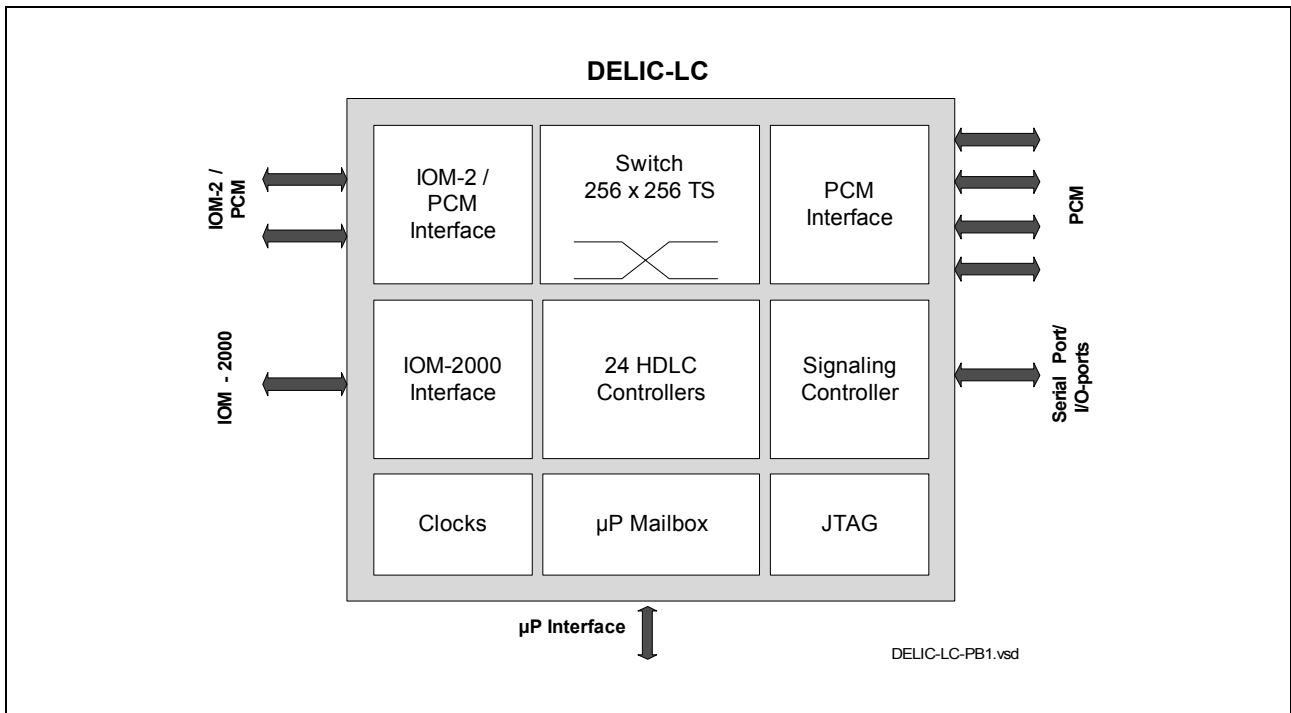 DELIC-LC
IOM-2 /
PCM
IOM-2 /
PCM
Interface
Switch
256 x 256 TS
PCM
Interface
PCM
IOM - 2000
IOM-2000
Interface
24 HDLC
Controllers
Signaling
Controller
Serial Port/
I/O-ports
Clocks
µP Mailbox
JTAG
µP Interface
DELIC-LC-PB1.vsd